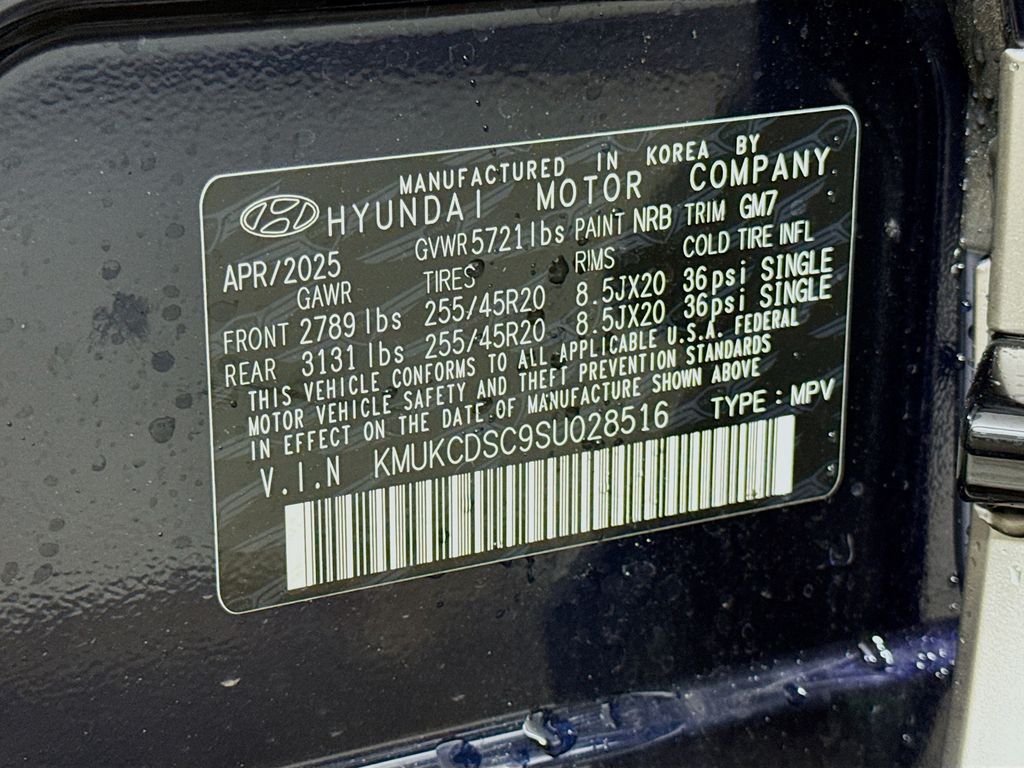 MANUFACTURED IN KOREA BY
HYUNDAI MOTOR COMPANY
APR/2025 GVWR 5721 lbs PAINT NRB TRIM GM7
GAWR TIRES RIMS COLD TIRE INFL
FRONT 2789 lbs 255/45R20 8.5JX20 36psi SINGLE
REAR 3131 lbs 255/45R20 8.5JX20 36psi SINGLE
THIS VEHICLE CONFORMS TO ALL APPLICABLE U.S.A. FEDERAL
MOTOR VEHICLE SAFETY AND THEFT PREVENTION STANDARDS
IN EFFECT ON THE DATE OF MANUFACTURE SHOWN ABOVE
V.I.N KMUKCDSC9SU028516 TYPE : MPV